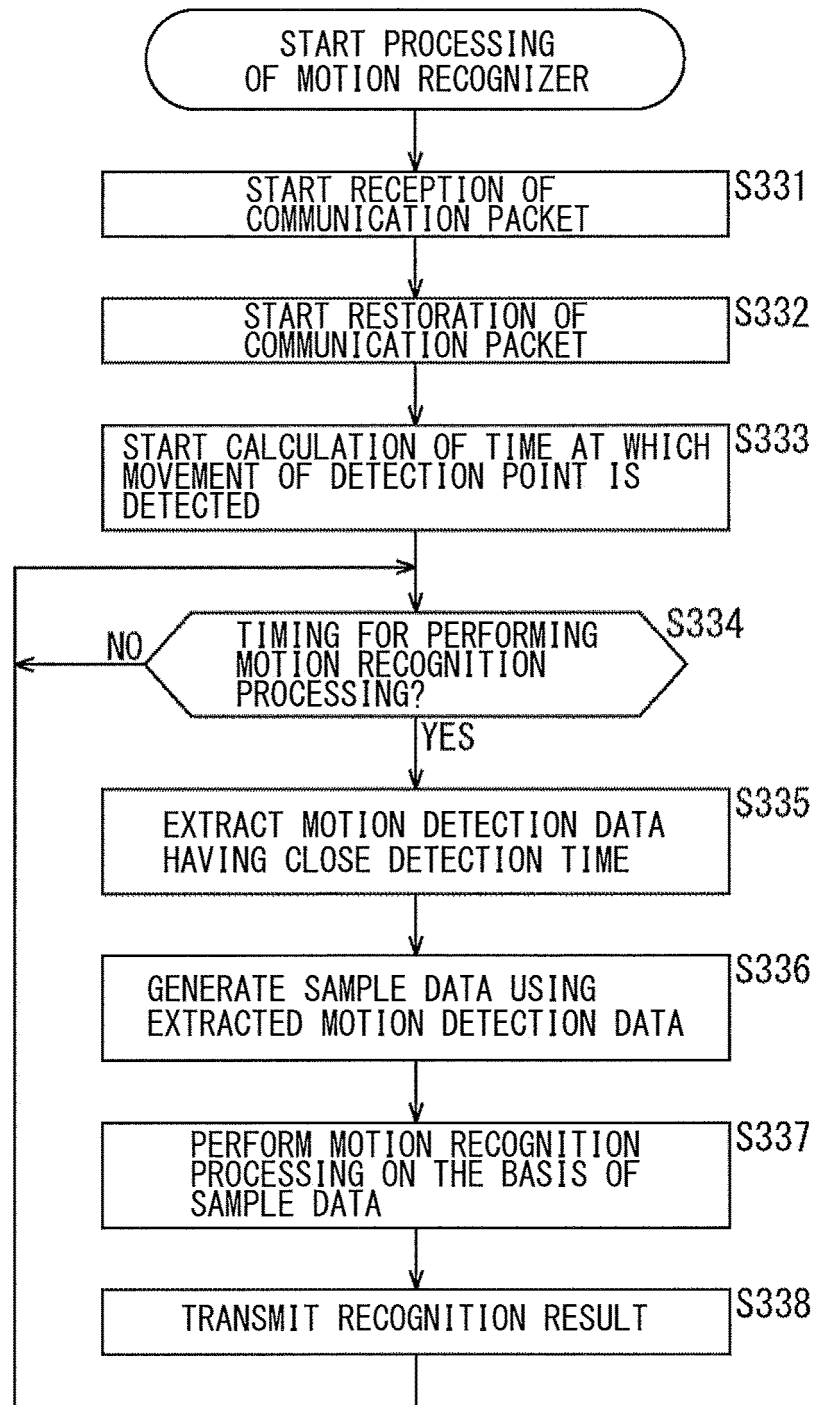 START PROCESSING
OF MOTION RECOGNIZER
START RECEPTION OF
COMMUNICATION PACKET
S331
START RESTORATION OF
COMMUNICATION PACKET
S332
START CALCULATION OF TIME AT WHICH
MOVEMENT OF DETECTION POINT IS
DETECTED
S333
TIMING FOR PERFORMING
MOTION RECOGNITION
PROCESSING?
S334
NO
YES
EXTRACT MOTION DETECTION DATA
HAVING CLOSE DETECTION TIME
S335
GENERATE SAMPLE DATA USING
EXTRACTED MOTION DETECTION DATA
S336
PERFORM MOTION RECOGNITION
PROCESSING ON THE BASIS OF
SAMPLE DATA
S337
TRANSMIT RECOGNITION RESULT
S338